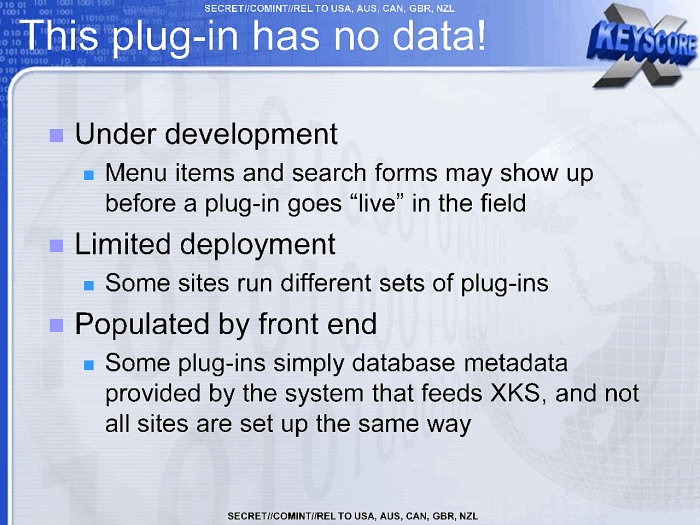 SECRET//COMINT//REL TO USA, AUS, CAN, GBR, NZL
This plug-in has no data!
X KEYSCORE
Under development
Menu items and search forms may show up
before a plug-in goes “live” in the field
Limited deployment
Some sites run different sets of plug-ins
Populated by front end
Some plug-ins simply database metadata
provided by the system that feeds XKS, and not
all sites are set up the same way
SECRET//COMINT//REL TO USA, AUS, CAN, GBR, NZL